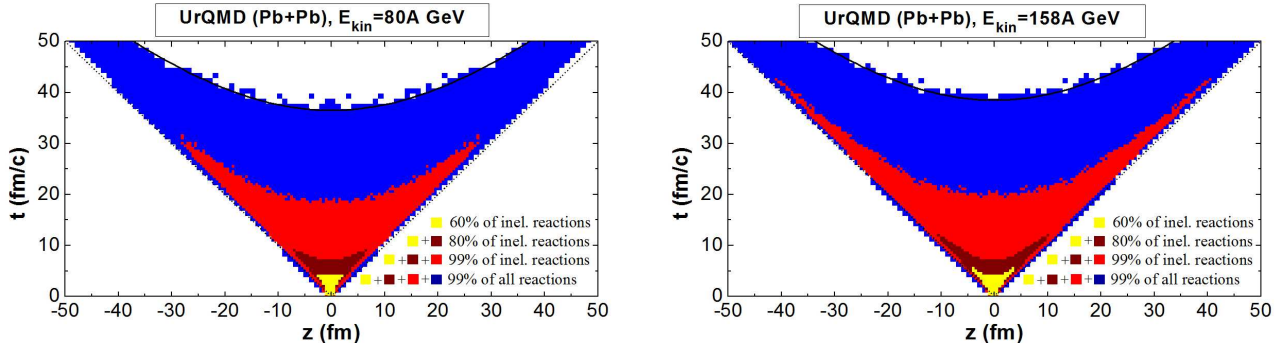 UrQMD (Pb+Pb), Ekin=80A GeV
50
40
30
20
10
0
t (fm/c)
60% of inel. reactions
+ 80% of inel. reactions
+ + 99% of inel. reactions
+ + + 99% of all reactions
-50 -40 -30 -20 -10 0 10 20 30 40 50
z (fm)
UrQMD (Pb+Pb), Ekin=158A GeV
50
40
30
20
10
0
t (fm/c)
60% of inel. reactions
+ 80% of inel. reactions
+ + 99% of inel. reactions
+ + + 99% of all reactions
-50 -40 -30 -20 -10 0 10 20 30 40 50
z (fm)